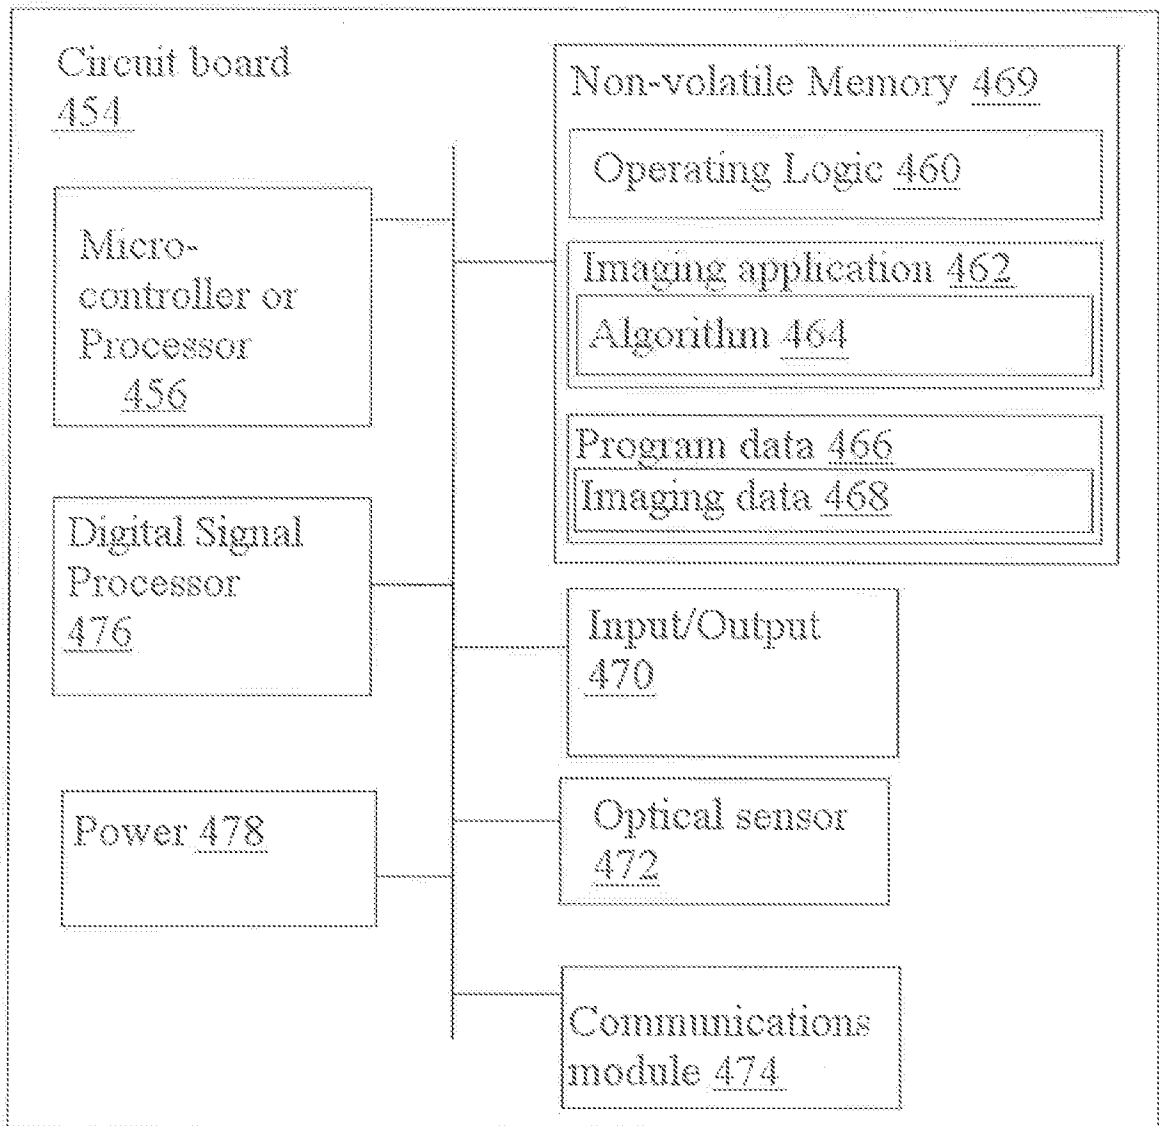 Circuit board
454
Micro-
controller or
Processor
456
Digital Signal
Processor
476
Power 478
Non-volatile Memory 469
Operating Logic 460
Imaging application 462
Algorithm 464
Program data 466
Imaging data 468
Input/Output
470
Optical sensor
472
Communications
module 474